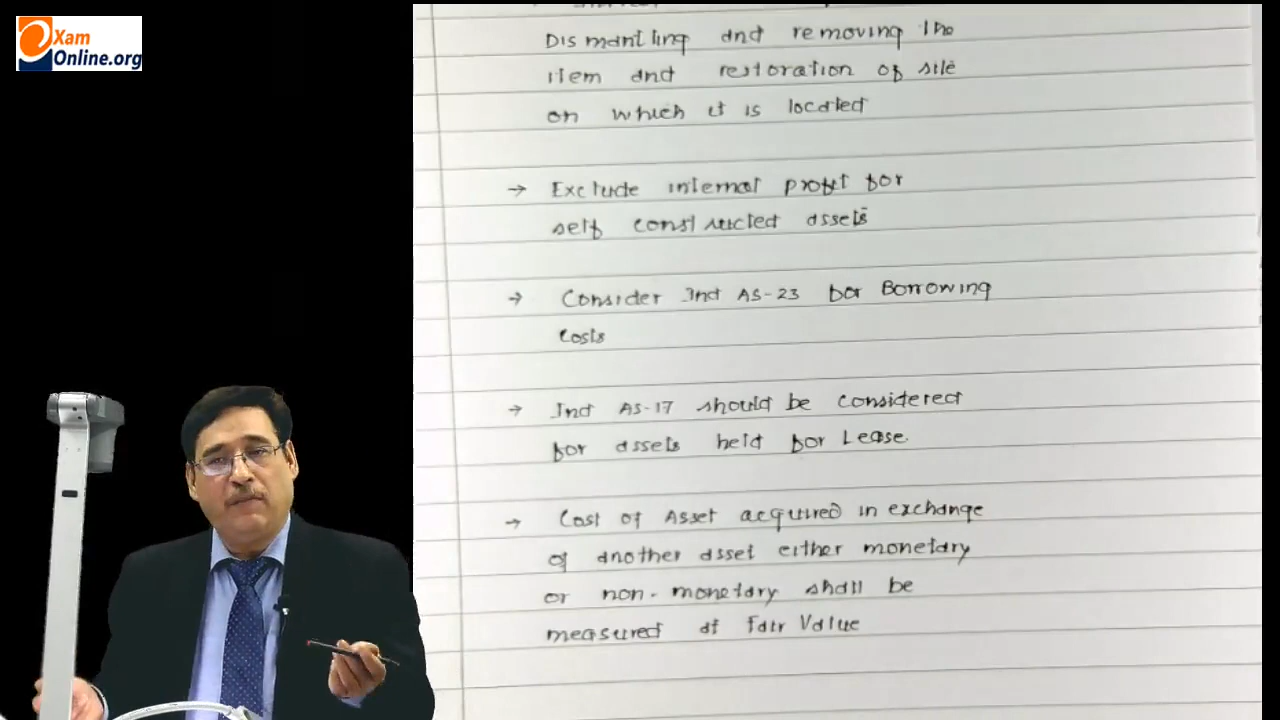 Xam
Online.org
Dismantling and removing the
item and restoration of site
on which it is located
→ Exclude internal profit for
self constructed assets
→ Consider Ind AS-23 for Borrowing
Costs
→ Ind AS-17 should be considered
for assets held for Lease.
→ Cost of Asset acquired in exchange
of another asset either monetary
or non-monetary shall be
measured at Fair Value